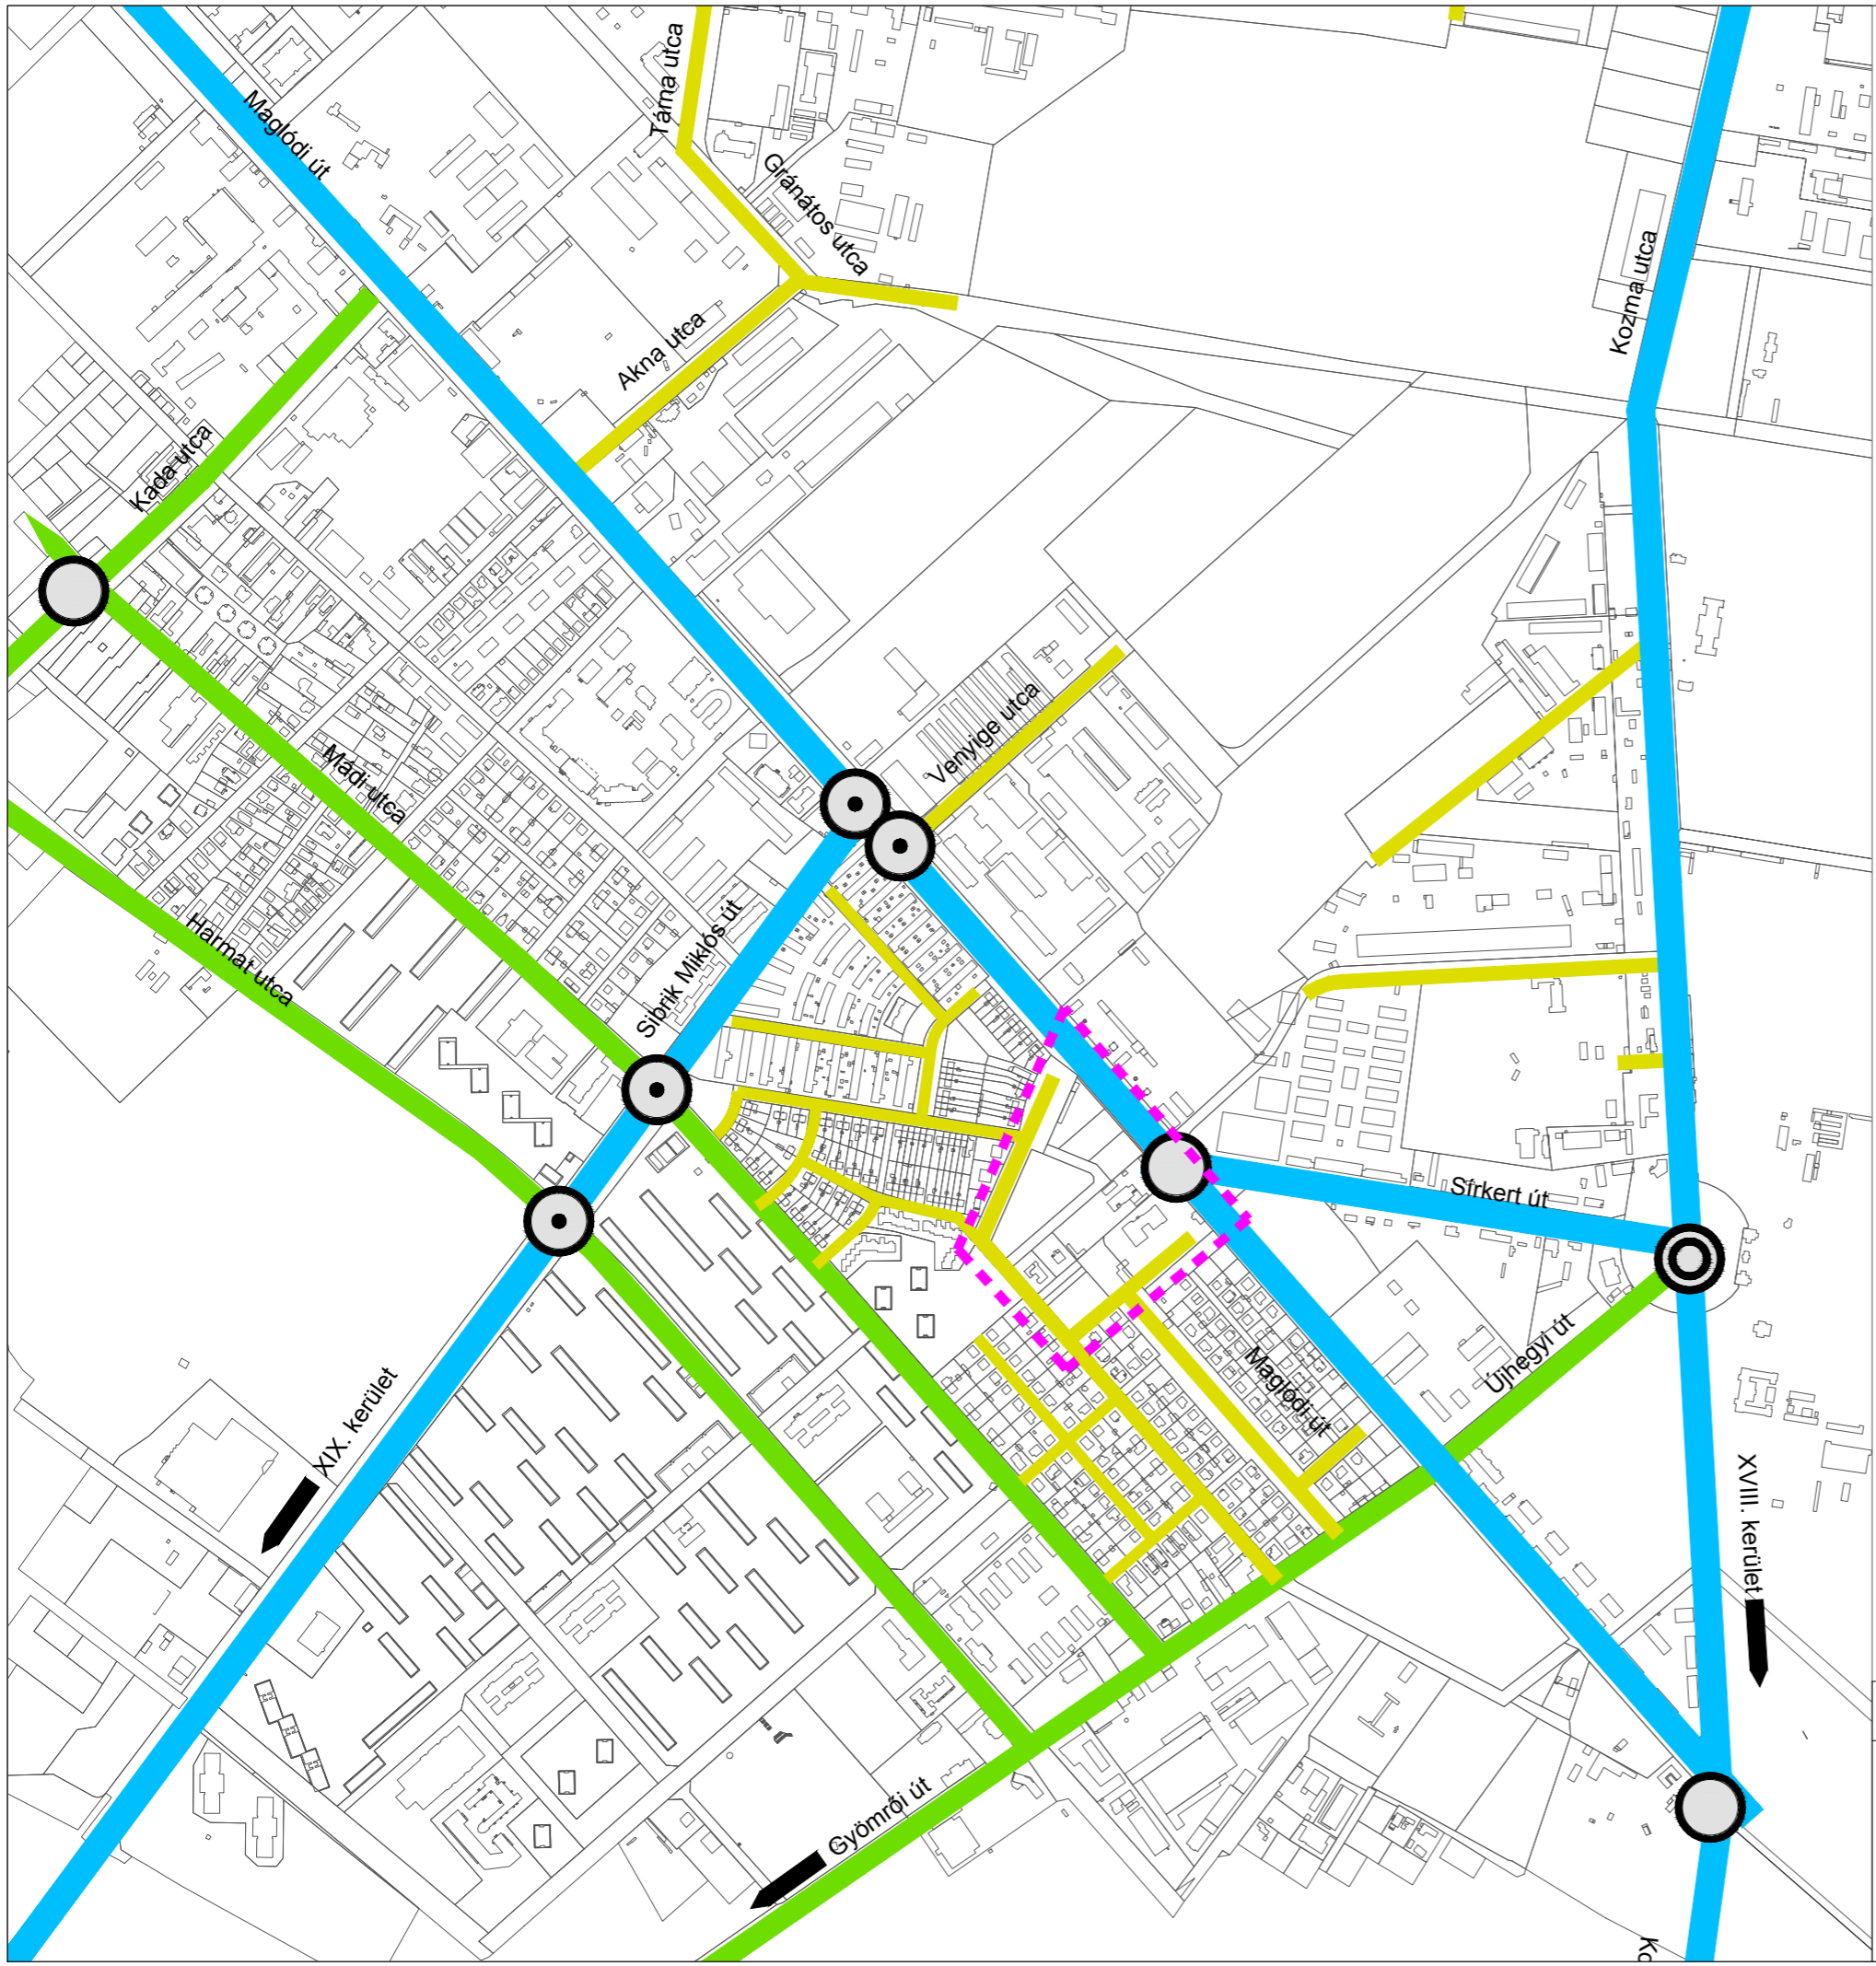 Tárna utca
Maglódi út
Gránátos utca
Kozma utca
Akna utca
Kada utca
Venyige utca
Mádi utca
Harmat utca
Sibrik Miklós út
Sírkert út
Újhegyi út
Maglódi út
XIX. kerület
XVIII. kerület
Gyömrői út
Ko